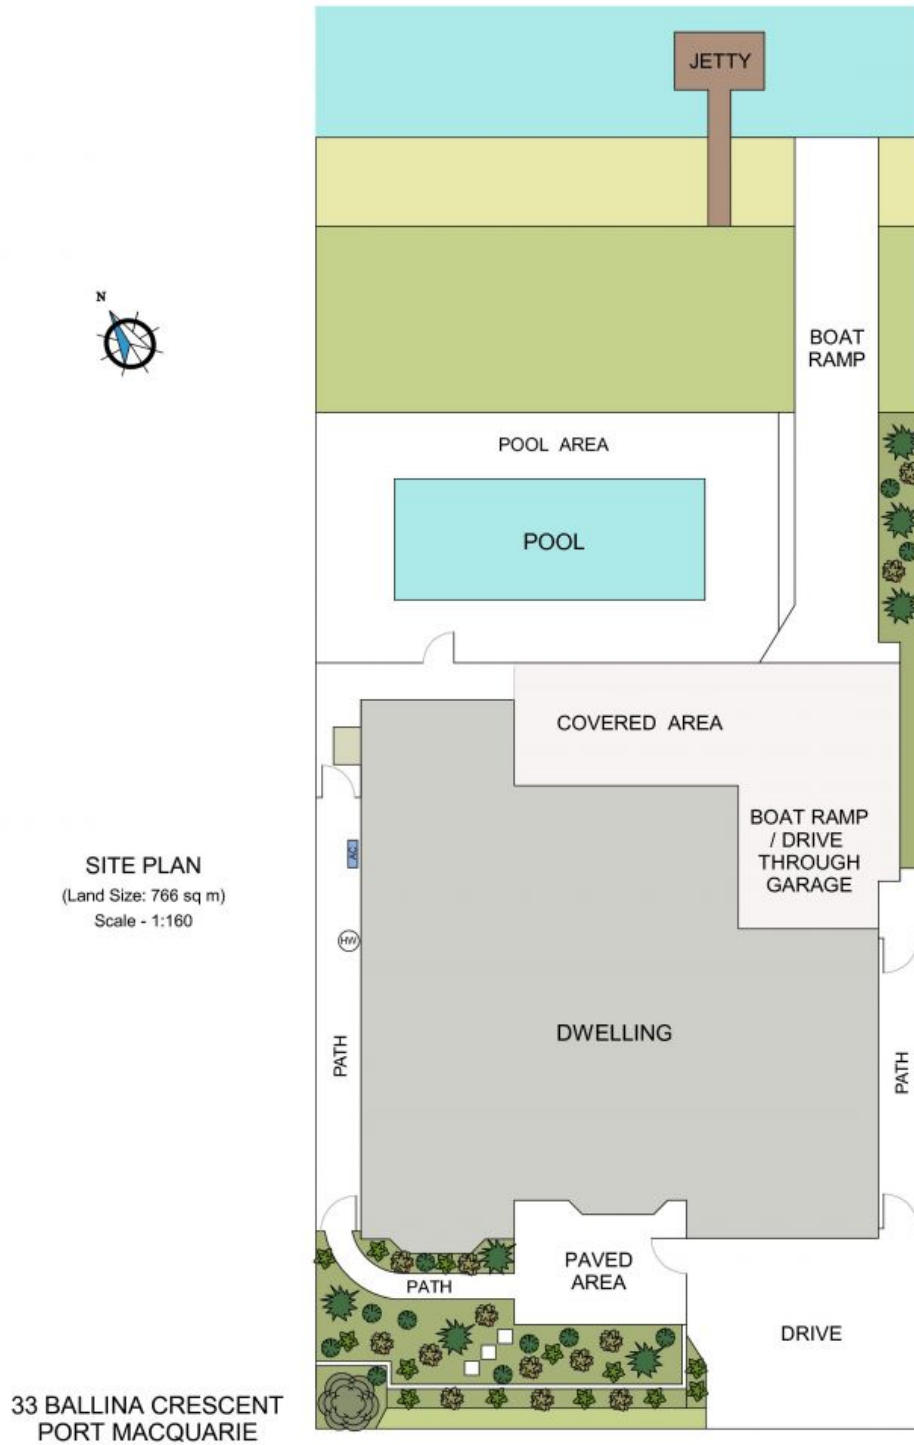 JETTY
N
BOAT
RAMP
POOL AREA
POOL
COVERED AREA
BOAT RAMP
/ DRIVE
THROUGH
GARAGE
AC
SITE PLAN
(Land Size: 766 sq m)
Scale - 1:160
HW
DWELLING
PATH
PATH
PAVED
AREA
PATH
DRIVE
33 BALLINA CRESCENT
PORT MACQUARIE